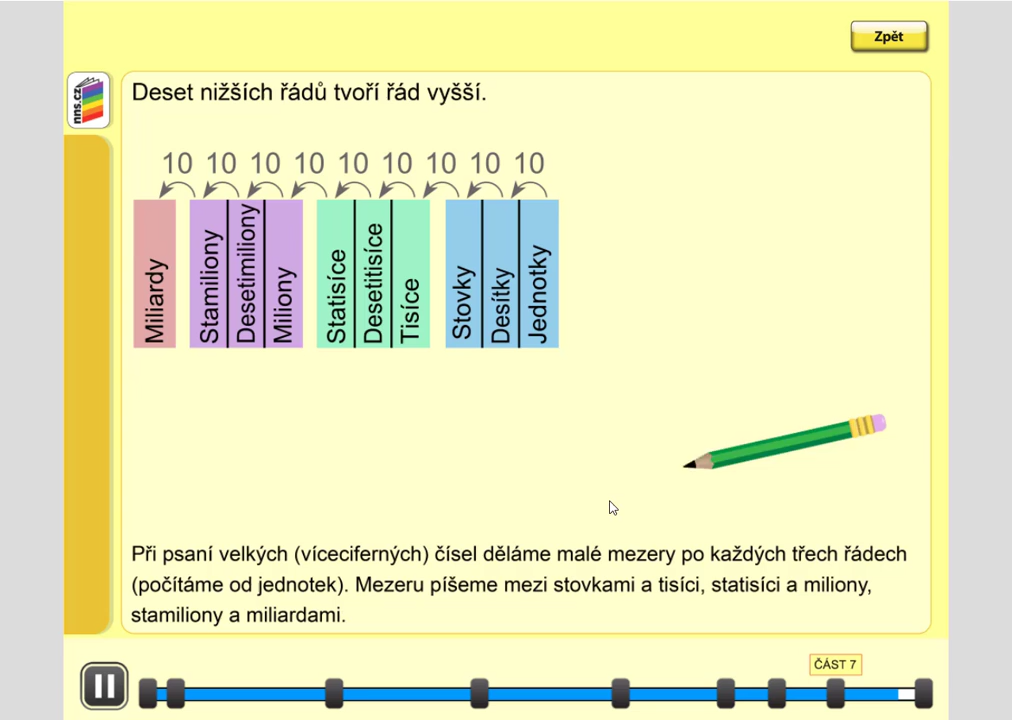 Zpět
nns.cz
Deset nižších řádů tvoří řád vyšší.
10 10 10 10 10 10 10 10 10
Miliardy Stamiliony Desetimiliony Miliony Statisíce Desetitisíce Tisíce Stovky Desítky Jednotky
Při psaní velkých (víceciferných) čísel děláme malé mezery po každých třech řádech
(počítáme od jednotek). Mezeru píšeme mezi stovkami a tisíci, statisíci a miliony,
stamiliony a miliardami.
ČÁST 7